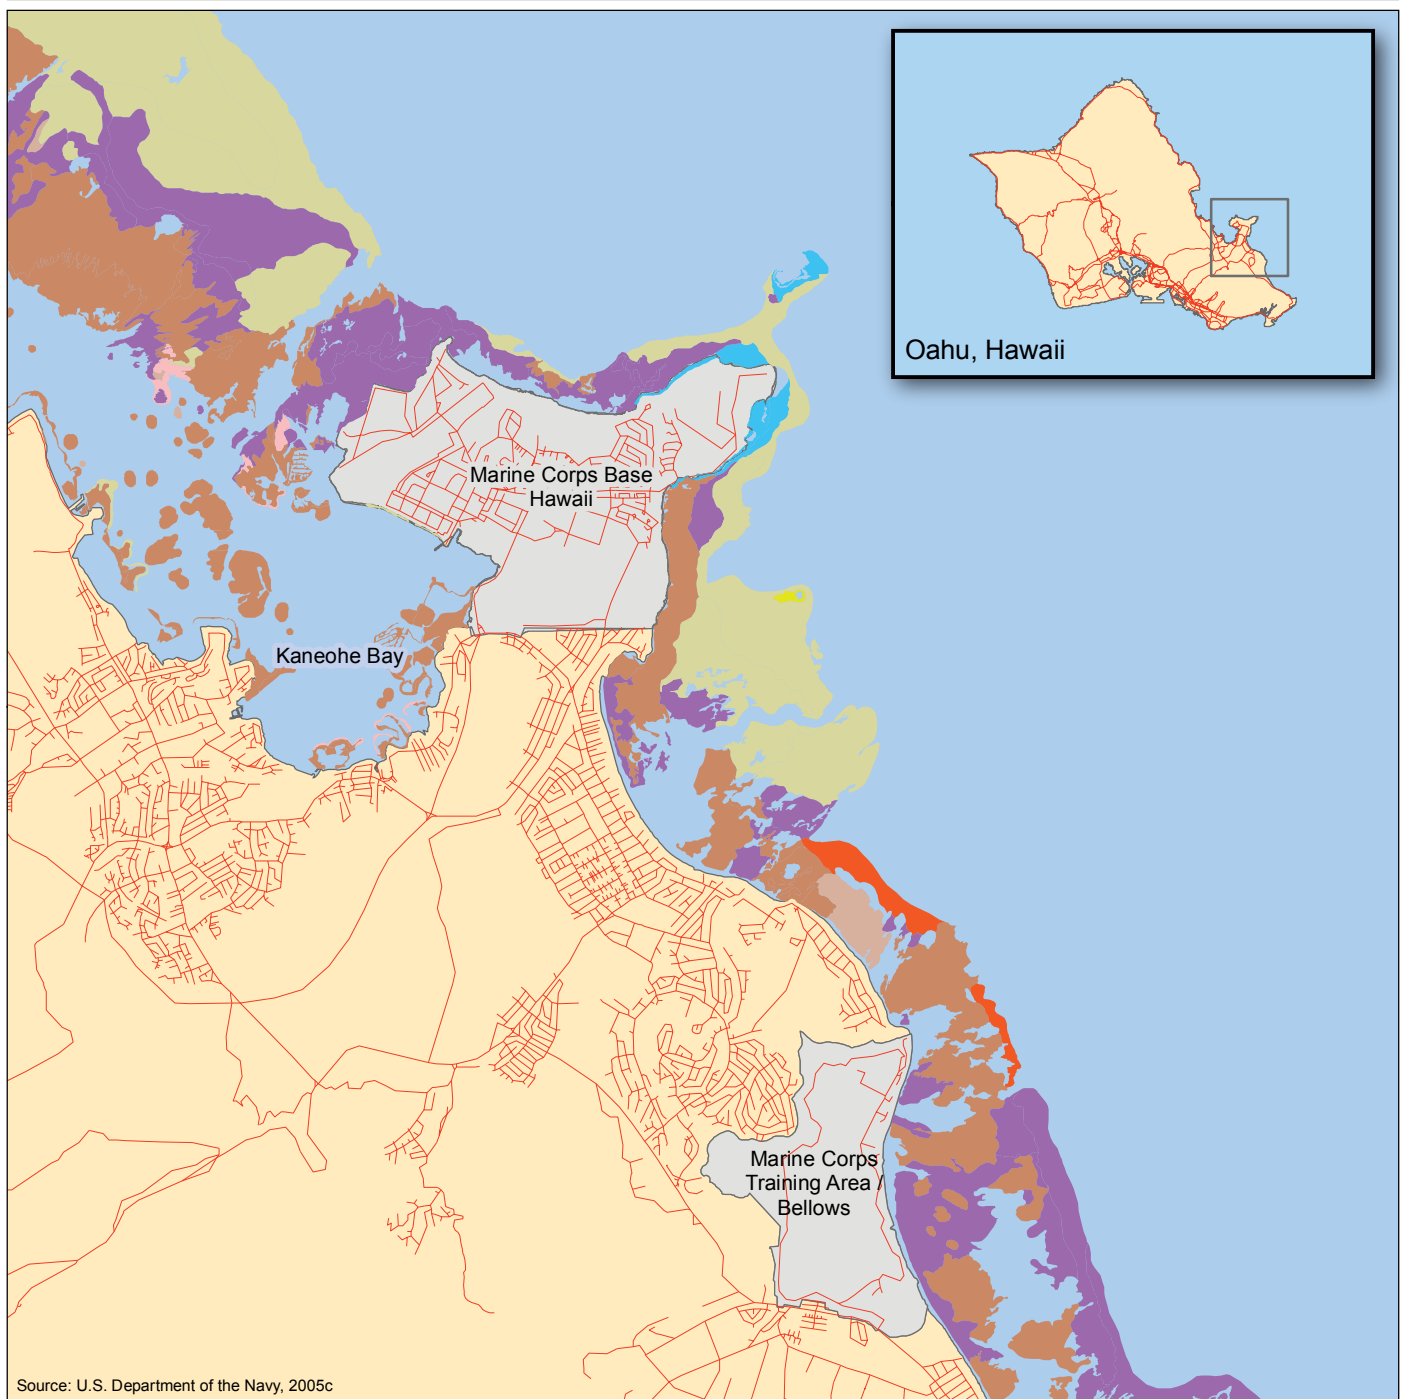 Oahu, Hawaii
Marine Corps Base
Hawaii
Kaneohe Bay
Marine Corps
Training Area /
Bellows
Source: U.S. Department of the Navy, 2005c